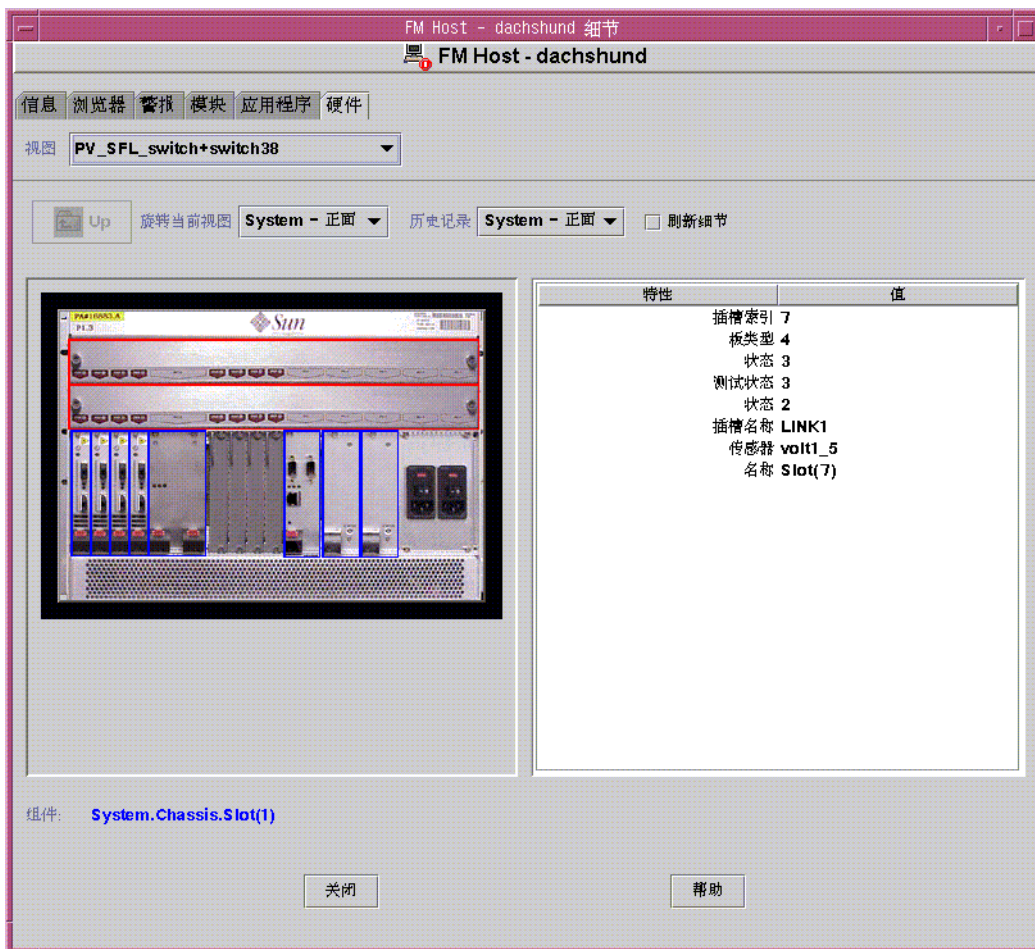 FM Host - dachshund 细节
FM Host - dachshund
信息 浏览器 警报 模块 应用程序 硬件
视图 PV_SFL_switch+switch38
Up 旋转当前视图 System - 正面 历史记录 System - 正面 刷新细节
特性 值
PA#16883.A
P1.3
Sun
插槽索引 7
板类型 4
状态 3
测试状态 3
状态 2
插槽名称 LINK1
传感器 volt1_5
名称 Slot(7)
组件: System.Chassis.Slot(1)
关闭 帮助